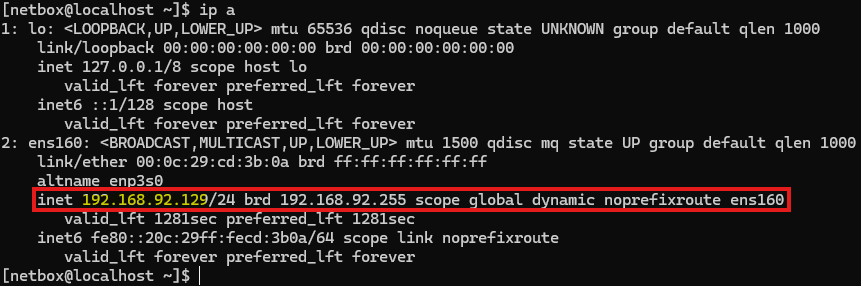 [netbox@localhost ~]$ ip a
1: lo: <LOOPBACK,UP,LOWER_UP> mtu 65536 qdisc noqueue state UNKNOWN group default qlen 1000
    link/loopback 00:00:00:00:00:00 brd 00:00:00:00:00:00
    inet 127.0.0.1/8 scope host lo
       valid_lft forever preferred_lft forever
    inet6 ::1/128 scope host
       valid_lft forever preferred_lft forever
2: ens160: <BROADCAST,MULTICAST,UP,LOWER_UP> mtu 1500 qdisc mq state UP group default qlen 1000
    link/ether 00:0c:29:cd:3b:0a brd ff:ff:ff:ff:ff:ff
    altname enp3s0
    inet 192.168.92.129/24 brd 192.168.92.255 scope global dynamic noprefixroute ens160
       valid_lft 1281sec preferred_lft 1281sec
    inet6 fe80::20c:29ff:fecd:3b0a/64 scope link noprefixroute
       valid_lft forever preferred_lft forever
[netbox@localhost ~]$